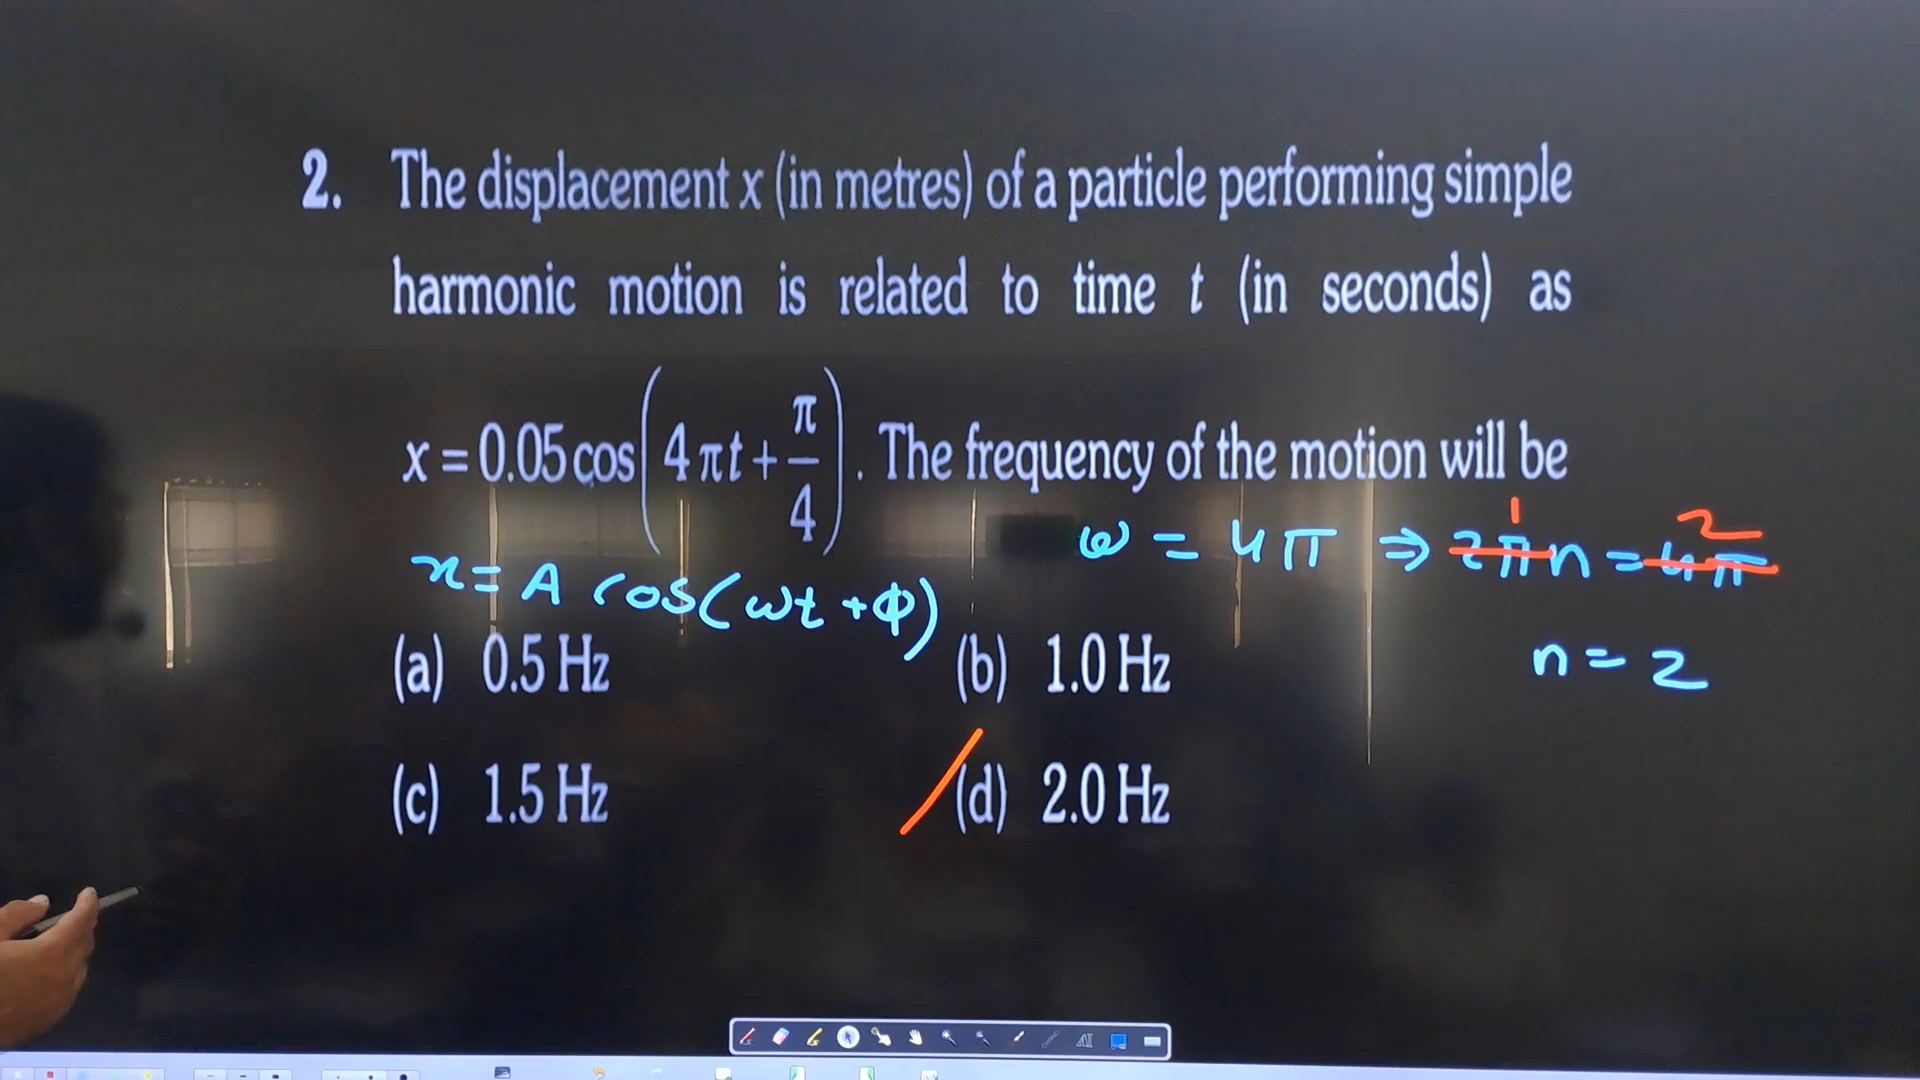 2. The displacement x (in metres) of a particle performing simple
harmonic motion is related to time t (in seconds) as
x = 0.05 cos(4πt + π/4). The frequency of the motion will be
ω = 4π ⇒ 2πn = 4π
1 2
x = A cos(ωt + φ)
n = 2
(a) 0.5 Hz (b) 1.0 Hz
(c) 1.5 Hz (d) 2.0 Hz